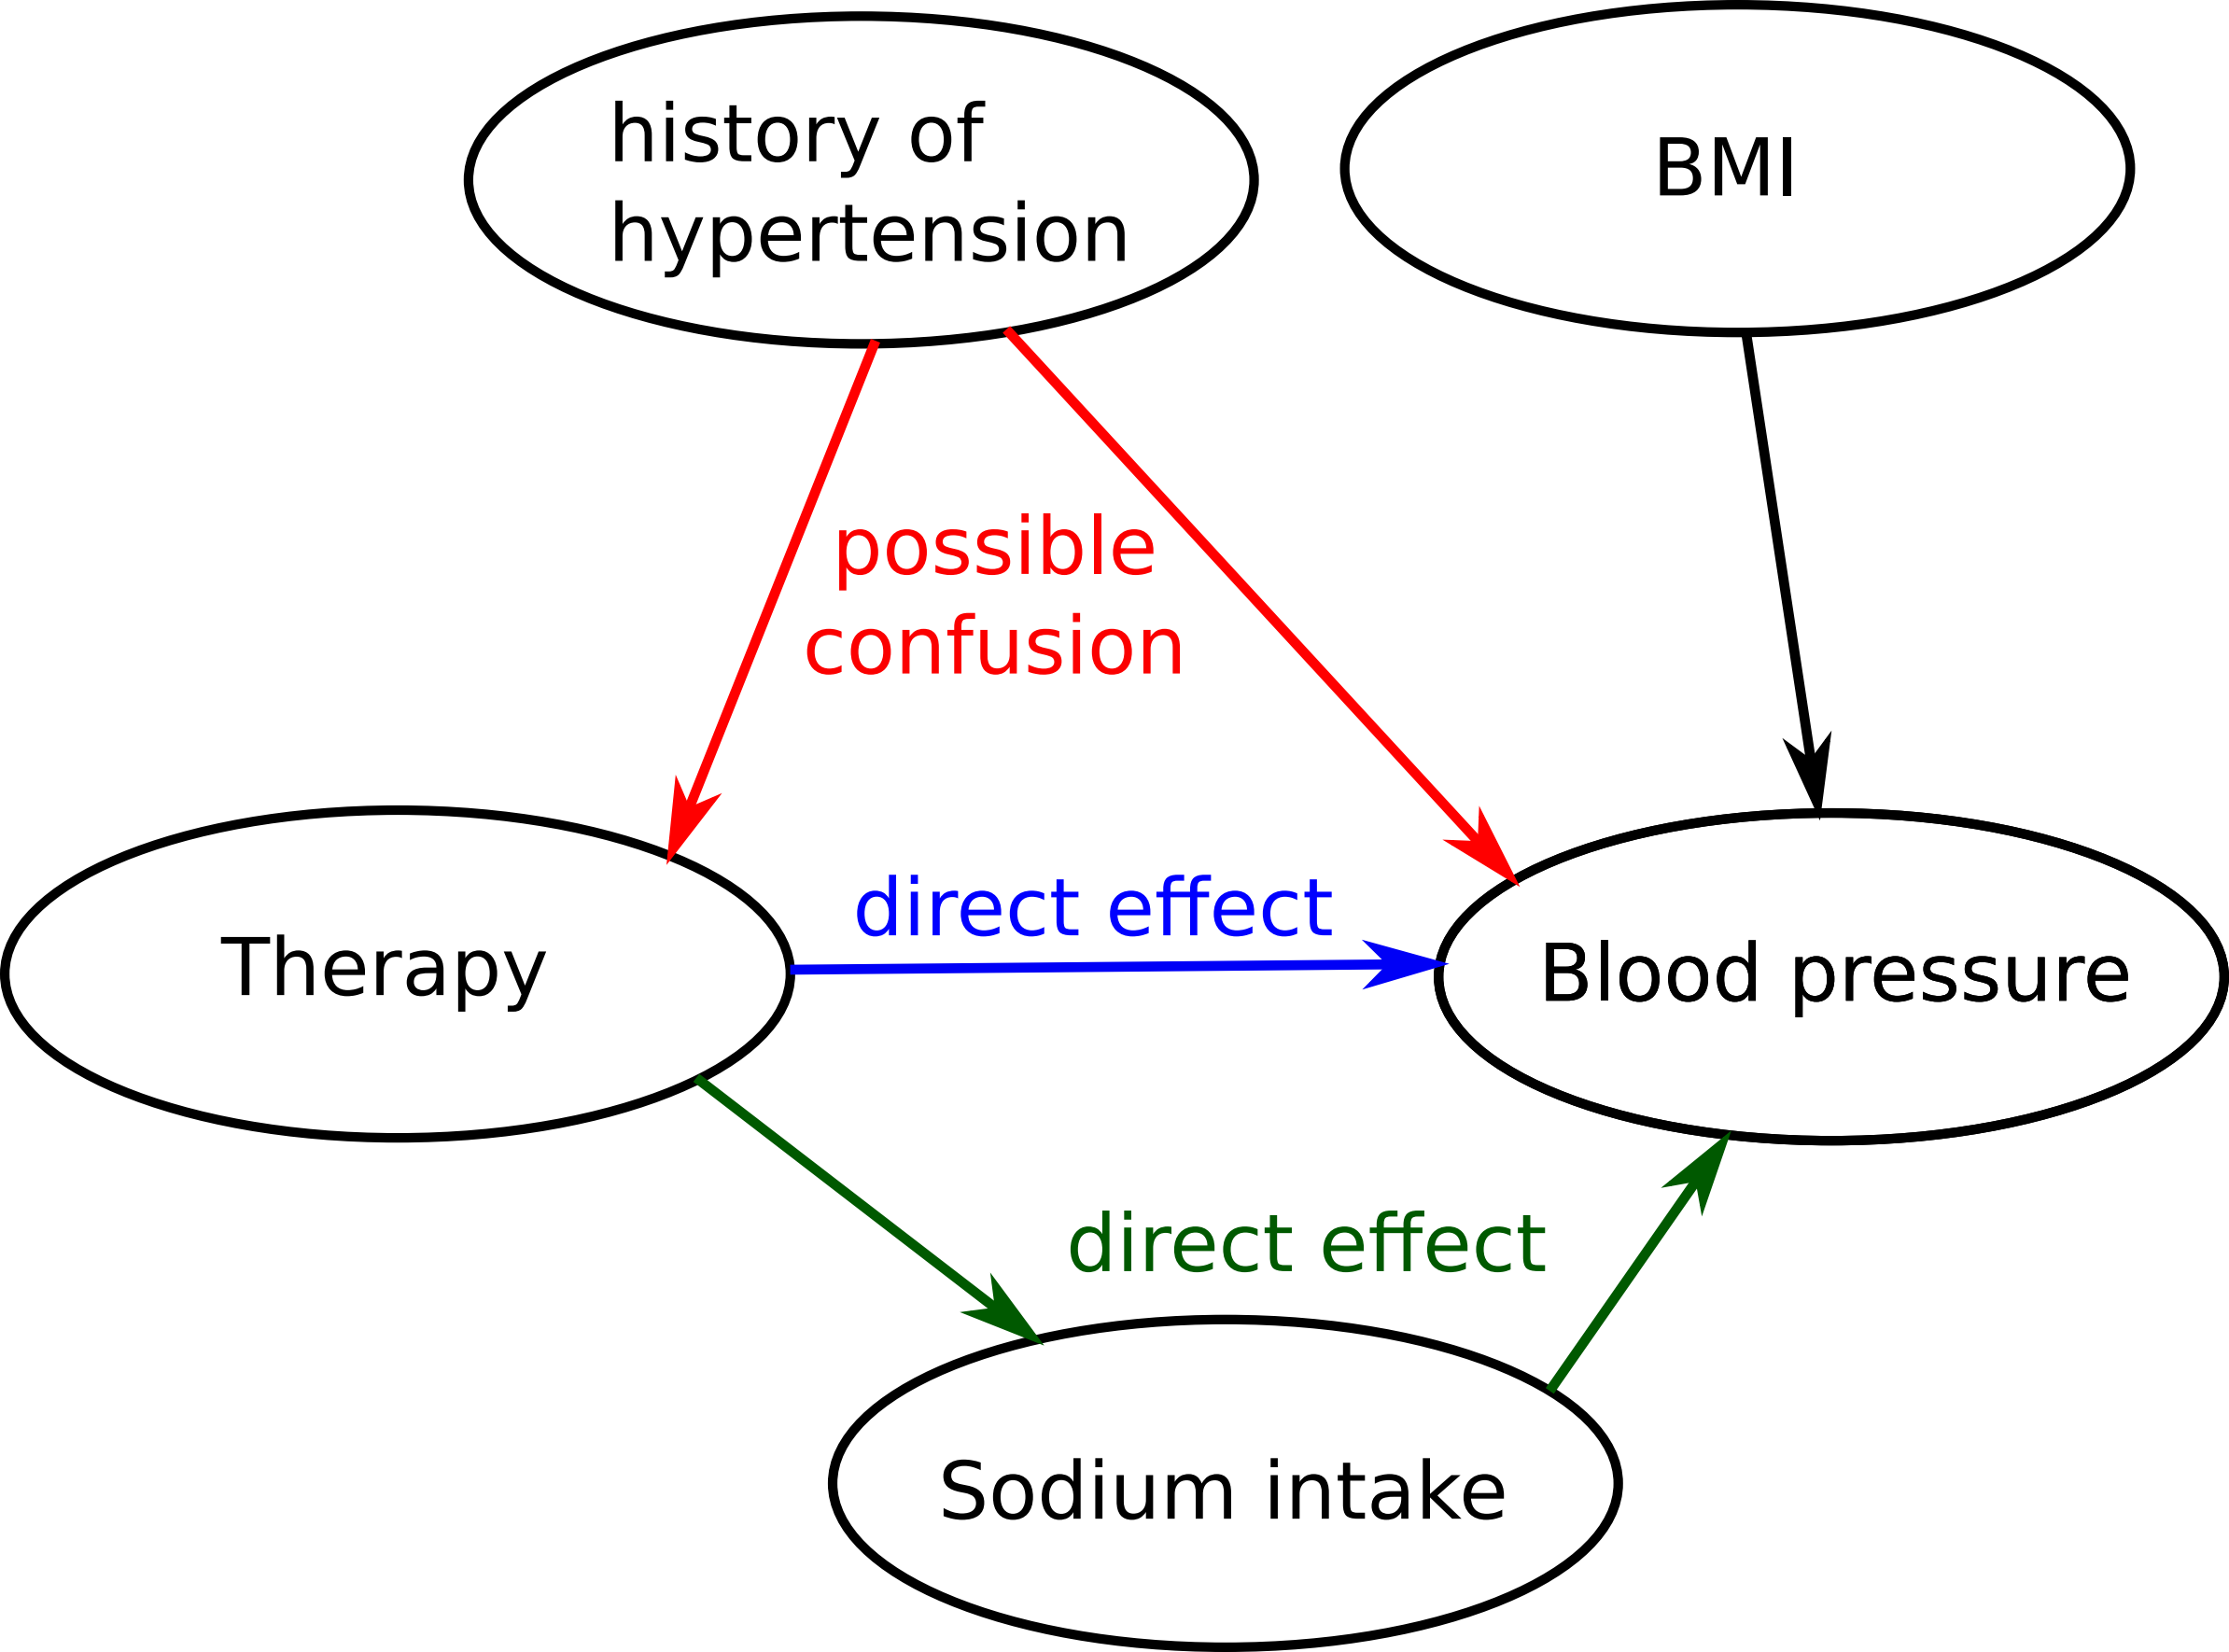 history of
hypertension
BMI
possible
confusion
direct effect
Therapy
Blood pressure
direct effect
Sodium intake